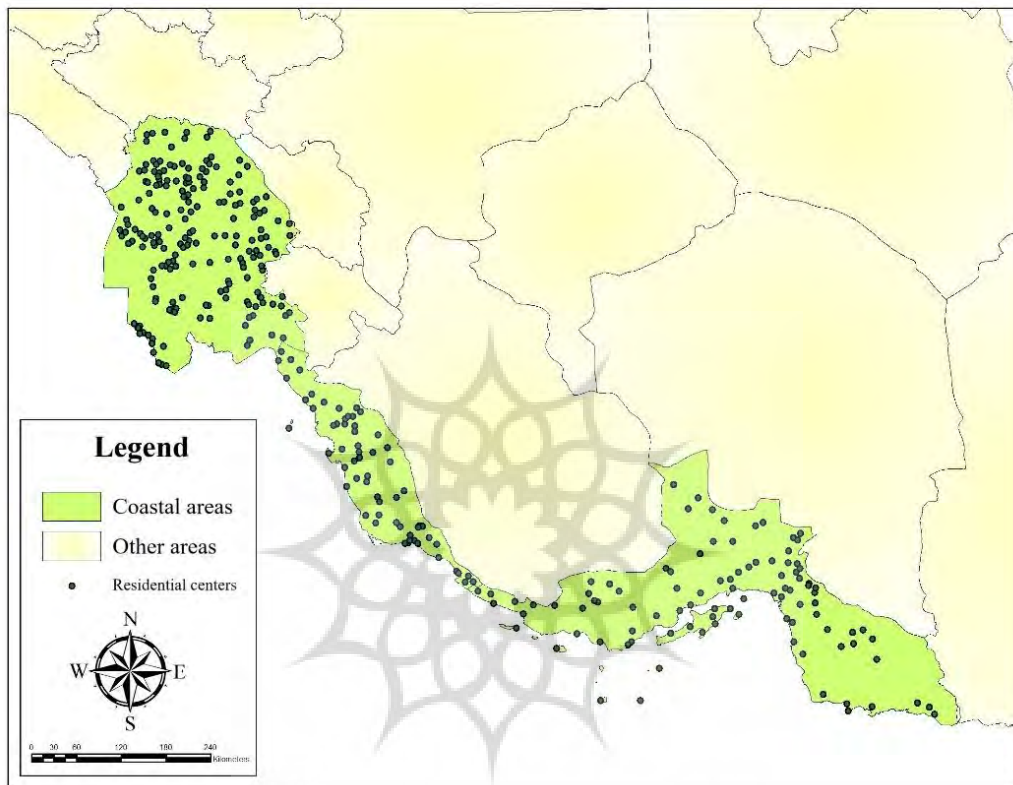 Legend
Coastal areas
Other areas
Residential centers
N
W E
S
0 30 60 120 180 240
Kilometers